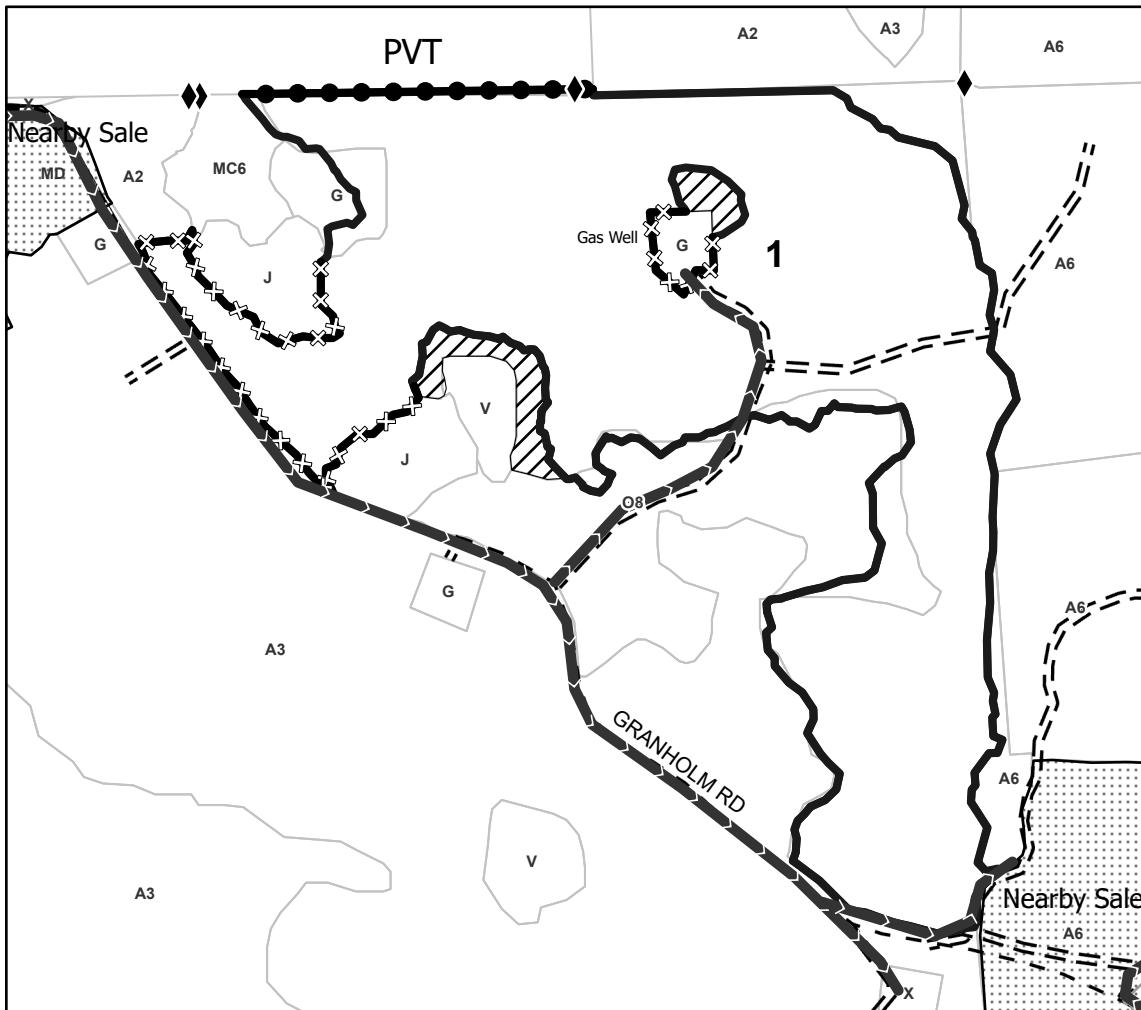 A2
A3
A6
PVT
X
Nearby Sale
MD
A2
MC6
G
G
J
Gas Well
G
1
A6
V
J
O8
G
A3
A6
GRANHOLM RD
A6
V
A3
Nearby Sale
A6
X